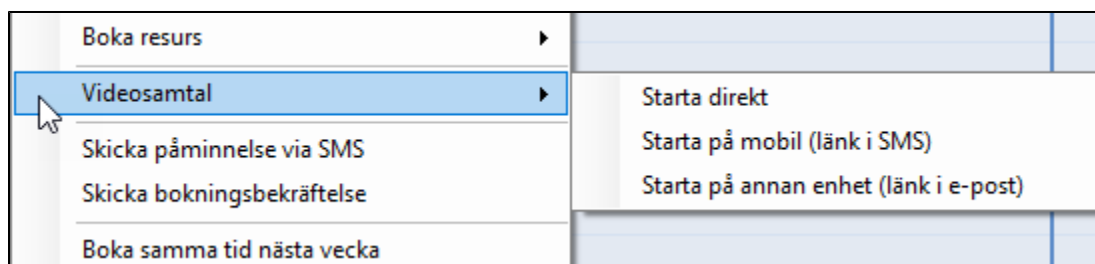 Boka resurs
Videosamtal
Starta direkt
Starta på mobil (länk i SMS)
Skicka påminnelse via SMS
Starta på annan enhet (länk i e-post)
Skicka bokningsbekräftelse
Boka samma tid nästa vecka